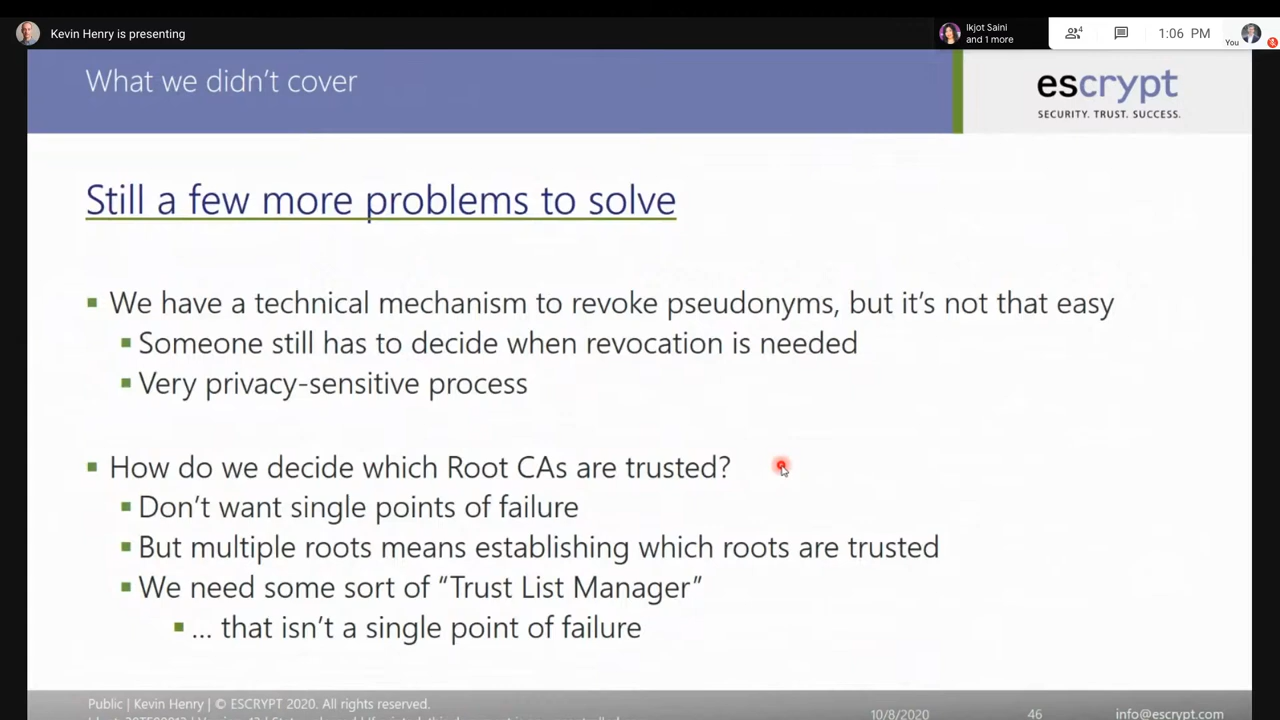 Kevin Henry is presenting
Ikjot Saini
and 1 more
4
1:06 PM
You
What we didn't cover
escrypt
SECURITY. TRUST. SUCCESS.
Still a few more problems to solve
▪ We have a technical mechanism to revoke pseudonyms, but it's not that easy
▪ Someone still has to decide when revocation is needed
▪ Very privacy-sensitive process
▪ How do we decide which Root CAs are trusted?
▪ Don't want single points of failure
▪ But multiple roots means establishing which roots are trusted
▪ We need some sort of “Trust List Manager”
▪ ... that isn't a single point of failure
Public | Kevin Henry | © ESCRYPT 2020. All rights reserved.
10/8/2020
46
info@escrypt.com